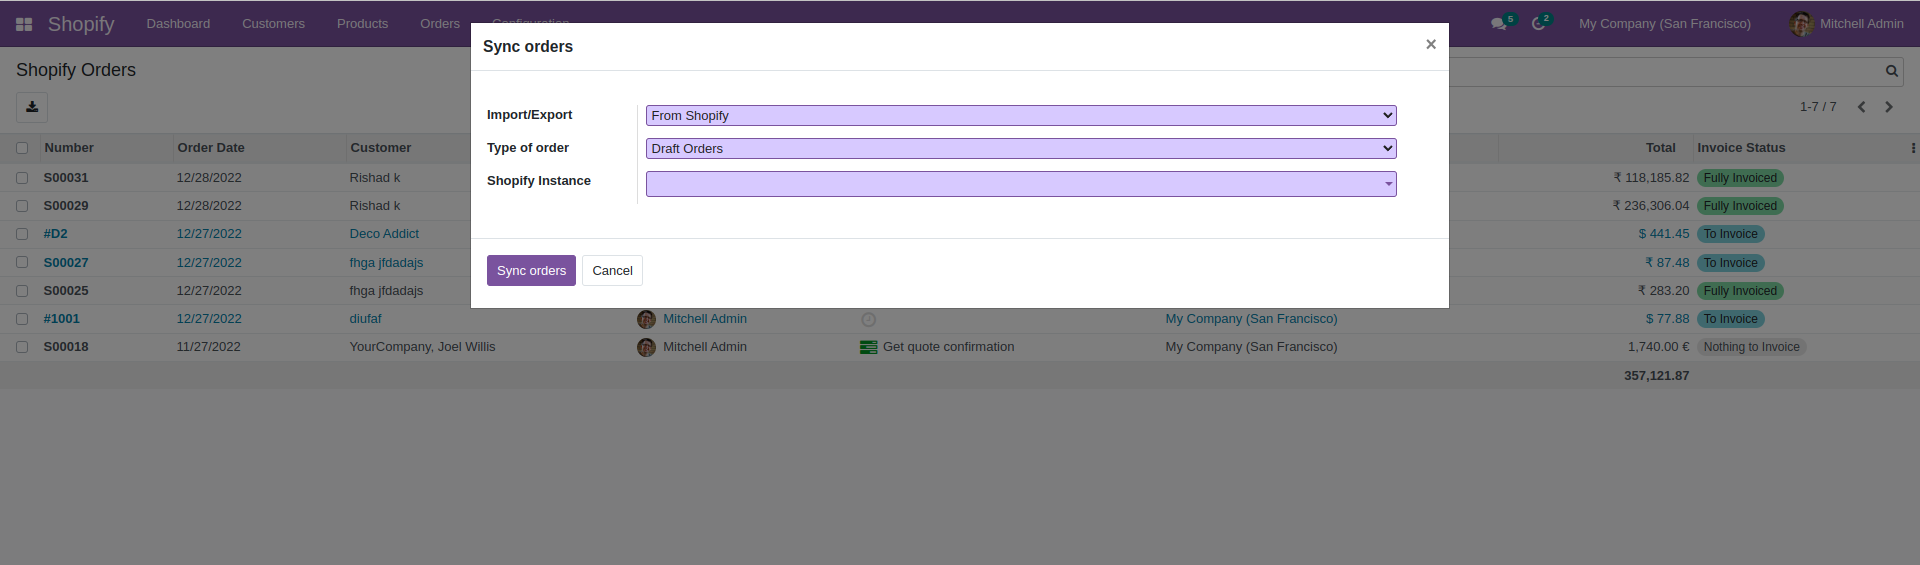 Shopify Dashboard Customers Products Orders Configuration 5 2 My Company (San Francisco) Mitchell Admin
Sync orders ×
Shopify Orders
Import/Export From Shopify
1-7 / 7
Type of order Draft Orders
Shopify Instance
Sync orders Cancel
Number Order Date Customer Total Invoice Status
S00031 12/28/2022 Rishad k ₹ 118,185.82 Fully Invoiced
S00029 12/28/2022 Rishad k ₹ 236,306.04 Fully Invoiced
#D2 12/27/2022 Deco Addict $ 441.45 To Invoice
S00027 12/27/2022 fhga jfdadajs ₹ 87.48 To Invoice
S00025 12/27/2022 fhga jfdadajs ₹ 283.20 Fully Invoiced
#1001 12/27/2022 diufaf Mitchell Admin My Company (San Francisco) $ 77.88 To Invoice
S00018 11/27/2022 YourCompany, Joel Willis Mitchell Admin Get quote confirmation My Company (San Francisco) 1,740.00 € Nothing to Invoice
357,121.87